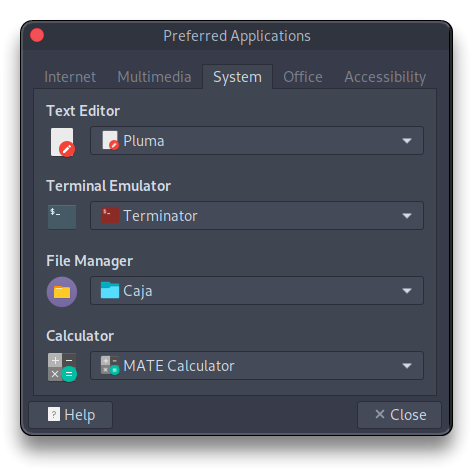 Preferred Applications
Internet Multimedia System Office Accessibility
Text Editor
Pluma
Terminal Emulator
$_ $_ Terminator
File Manager
Caja
Calculator
MATE Calculator
? Help × Close